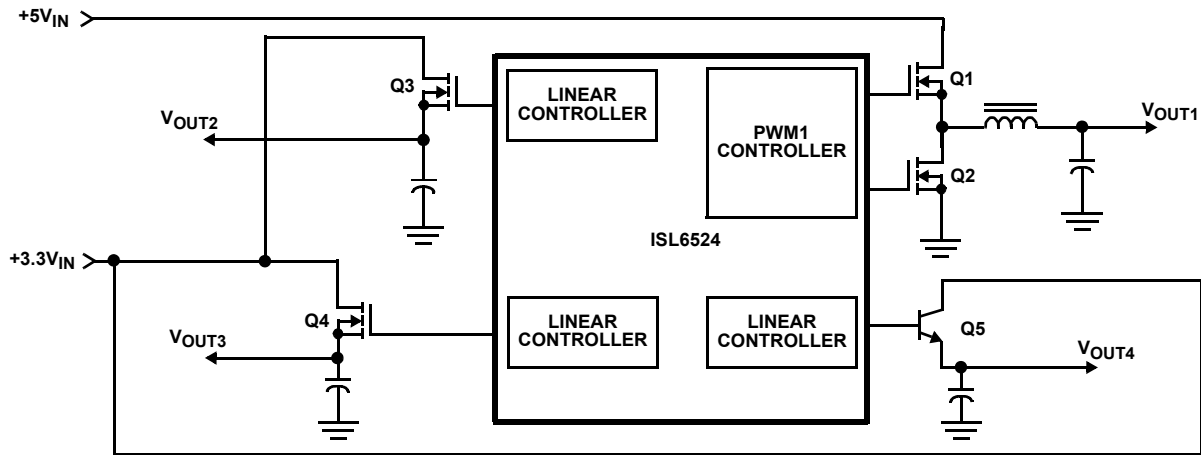 +5VIN
Q3
LINEAR
CONTROLLER
PWM1
CONTROLLER
Q1
VOUT2
VOUT1
Q2
ISL6524
+3.3VIN
Q4
LINEAR
CONTROLLER
LINEAR
CONTROLLER
Q5
VOUT3
VOUT4